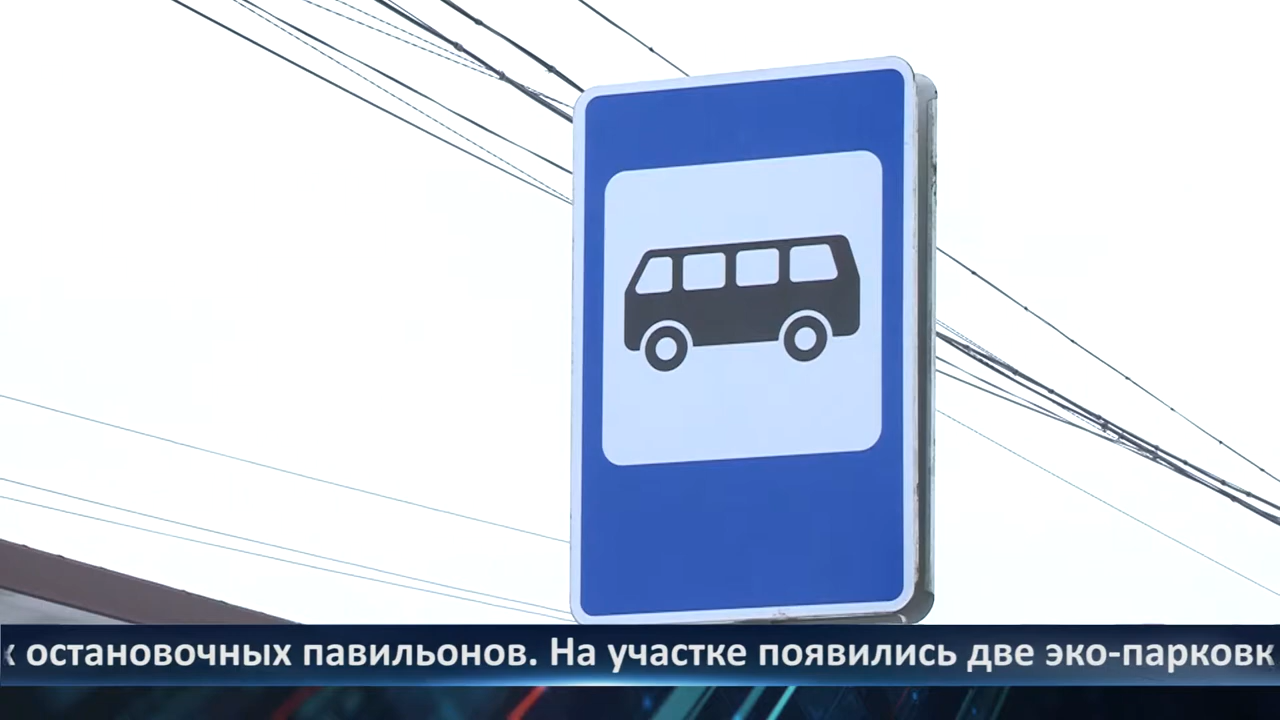 остановочных павильонов. На участке появились две эко-парковк